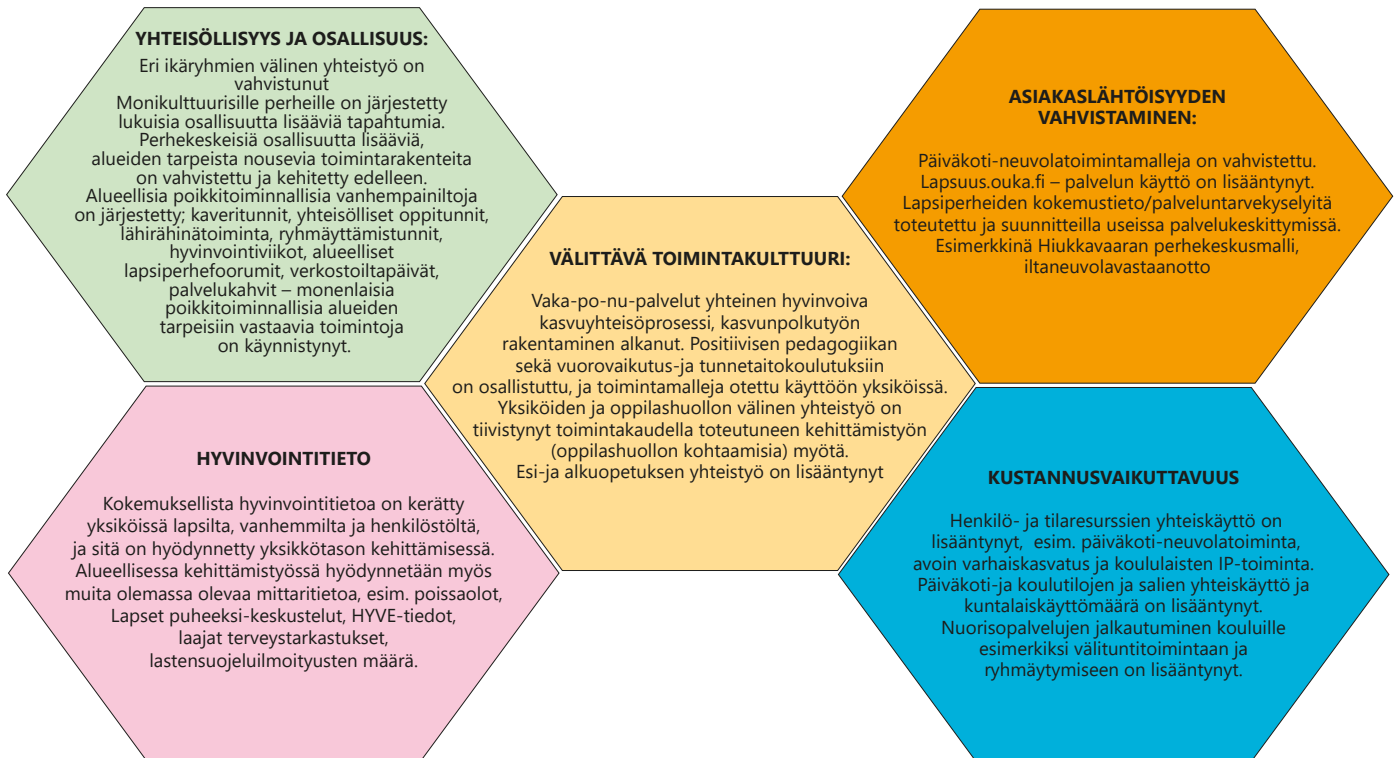 YHTEISÖLLISYYS JA OSALLISUUS:
Eri ikäryhmien välinen yhteistyö on
vahvistunut
Monikulttuurisille perheille on järjestetty
lukuisia osallisuutta lisääviä tapahtumia.
Perhekeskeisiä osallisuutta lisääviä,
alueiden tarpeista nousevia toimintarakenteita
on vahvistettu ja kehitetty edelleen.
Alueellisia poikkitoiminnallisia vanhempainiltoja
on järjestetty; kaveritunnit, yhteisölliset oppitunnit,
lähirähinätoiminta, ryhmäyttämistunnit,
hyvinvointiviikot, alueelliset
lapsiperhefoorumit, verkostoiltapäivät,
palvelukahvit – monenlaisia
poikkitoiminnallisia alueiden
tarpeisiin vastaavia toimintoja
on käynnistynyt.
ASIAKASLÄHTÖISYYDEN
VAHVISTAMINEN:
Päiväkoti-neuvolatoimintamalleja on vahvistettu.
Lapsuus.ouka.fi – palvelun käyttö on lisääntynyt.
Lapsiperheiden kokemustieto/palveluntarvekyselyitä
toteutettu ja suunnitteilla useissa palvelukeskittymissä.
Esimerkkinä Hiukkavaaran perhekeskusmalli,
iltaneuvolavastaanotto
VÄLITTÄVÄ TOIMINTAKULTTUURI:
Vaka-po-nu-palvelut yhteinen hyvinvoiva
kasvuyhteisöprosessi, kasvunpolkutyön
rakentaminen alkanut. Positiivisen pedagogiikan
sekä vuorovaikutus-ja tunnetaitokoulutuksiin
on osallistuttu, ja toimintamalleja otettu käyttöön yksiköissä.
Yksiköiden ja oppilashuollon välinen yhteistyö on
tiivistynyt toimintakaudella toteutuneen kehittämistyön
(oppilashuollon kohtaamisia) myötä.
Esi-ja alkuopetuksen yhteistyö on lisääntynyt
HYVINVOINTITIETO
Kokemuksellista hyvinvointitietoa on kerätty
yksiköissä lapsilta, vanhemmilta ja henkilöstöltä,
ja sitä on hyödynnetty yksikkötason kehittämisessä.
Alueellisessa kehittämistyössä hyödynnetään myös
muita olemassa olevaa mittaritietoa, esim. poissaolot,
Lapset puheeksi-keskustelut, HYVE-tiedot,
laajat terveystarkastukset,
lastensuojeluilmoityusten määrä.
KUSTANNUSVAIKUTTAVUUS
Henkilö- ja tilaresurssien yhteiskäyttö on
lisääntynyt, esim. päiväkoti-neuvolatoiminta,
avoin varhaiskasvatus ja koululaisten IP-toiminta.
Päiväkoti-ja koulutilojen ja salien yhteiskäyttö ja
kuntalaiskäyttömäärä on lisääntynyt.
Nuorisopalvelujen jalkautuminen kouluille
esimerkiksi välituntitoimintaan ja
ryhmäytymiseen on lisääntynyt.